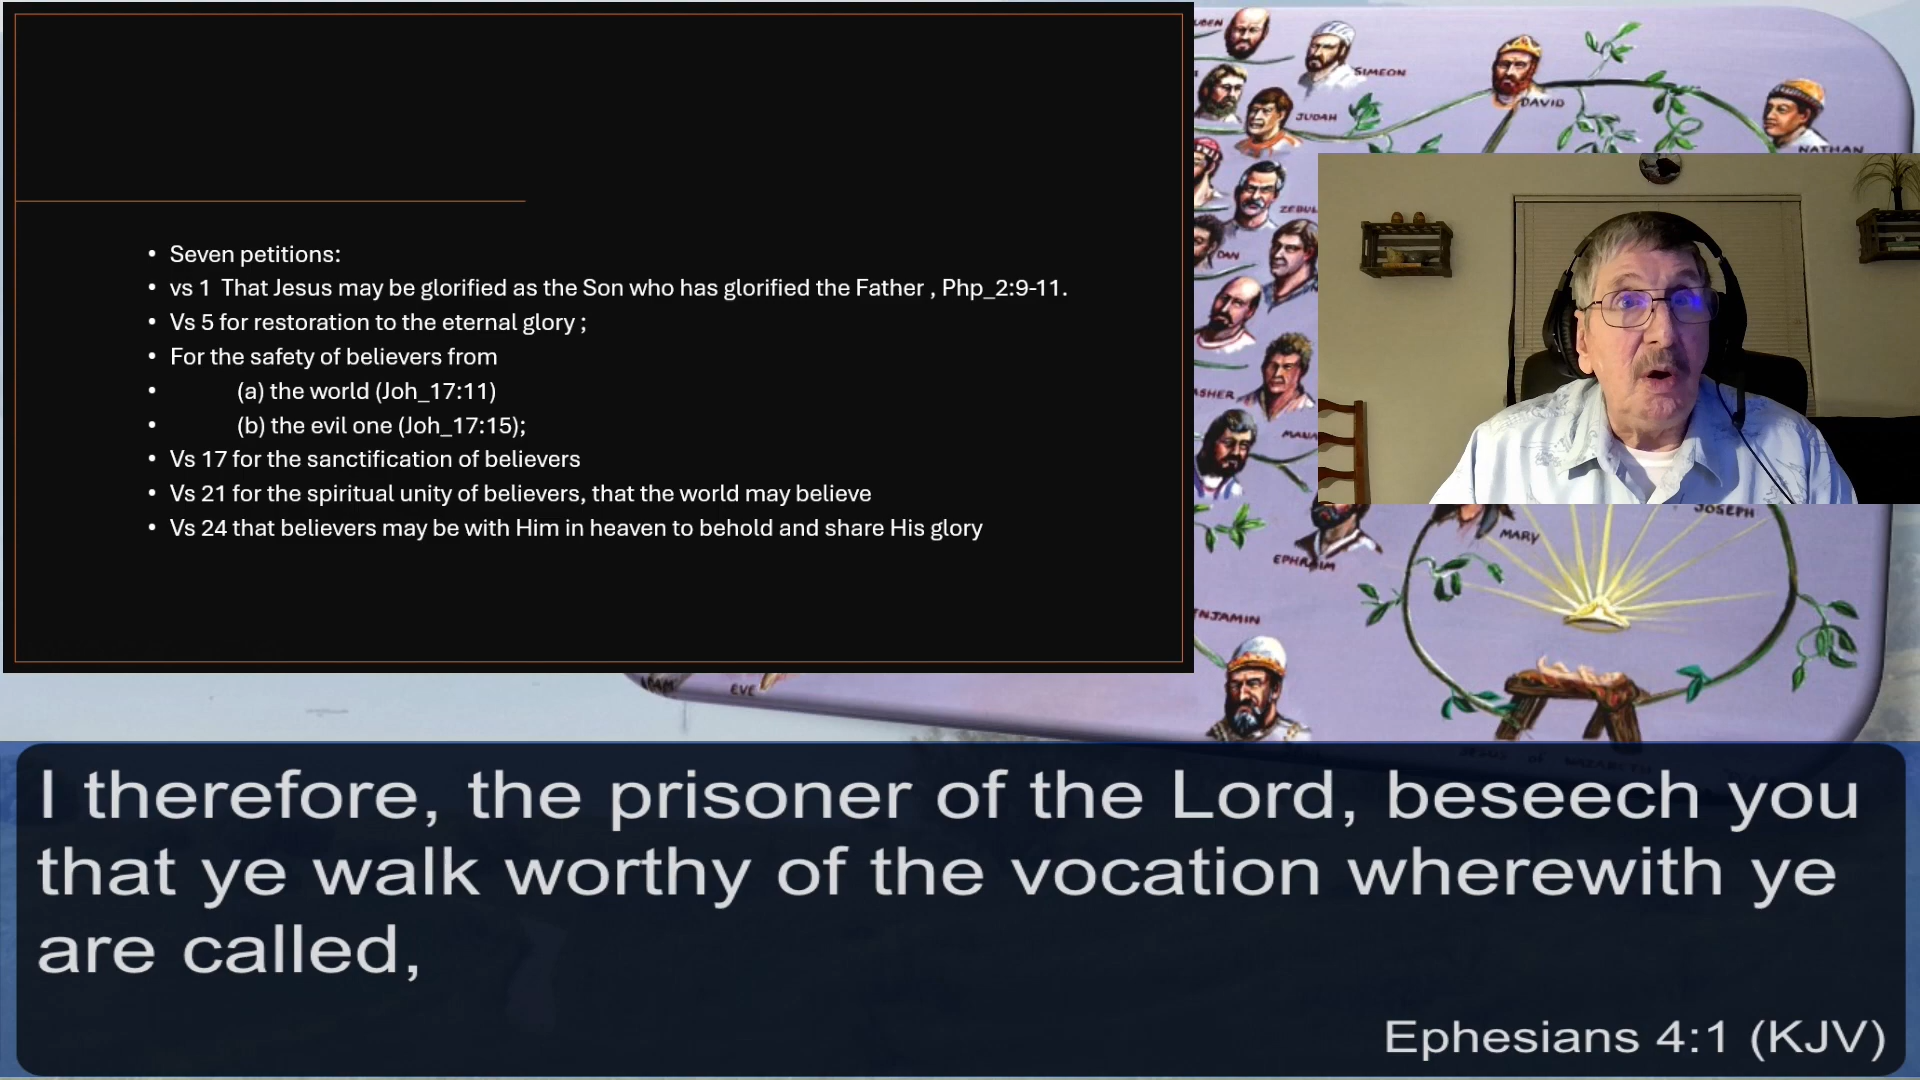 • Seven petitions:
• vs 1 That Jesus may be glorified as the Son who has glorified the Father , Php_2:9-11.
• Vs 5 for restoration to the eternal glory ;
• For the safety of believers from
• (a) the world (Joh_17:11)
• (b) the evil one (Joh_17:15);
• Vs 17 for the sanctification of believers
• Vs 21 for the spiritual unity of believers, that the world may believe
• Vs 24 that believers may be with Him in heaven to behold and share His glory
SIMEON
DAVID
JUDAH
NATHAN
DAN
JOSEPH
MARY
EPHRAIM
EVE
I therefore, the prisoner of the Lord, beseech you
that ye walk worthy of the vocation wherewith ye
are called,
Ephesians 4:1 (KJV)